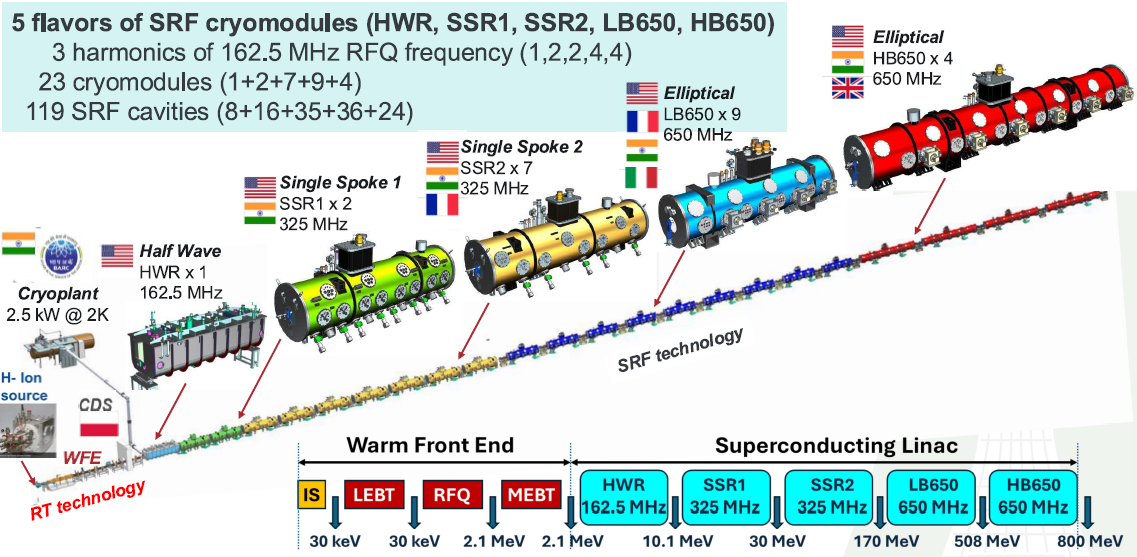 5 flavors of SRF cryomodules (HWR, SSR1, SSR2, LB650, HB650)
3 harmonics of 162.5 MHz RFQ frequency (1,2,2,4,4)
23 cryomodules (1+2+7+9+4)
119 SRF cavities (8+16+35+36+24)
Elliptical
HB650 x 4
650 MHz
Elliptical
LB650 x 9
650 MHz
Single Spoke 2
SSR2 x 7
325 MHz
Single Spoke 1
SSR1 x 2
325 MHz
Half Wave
HWR x 1
162.5 MHz
BARC
Cryoplant
2.5 kW @ 2K
H- Ion
source
CDS
WFE
RT technology
SRF technology
Warm Front End
Superconducting Linac
IS
LEBT
RFQ
MEBT
HWR
162.5 MHz
SSR1
325 MHz
SSR2
325 MHz
LB650
650 MHz
HB650
650 MHz
30 keV
30 keV
2.1 MeV
2.1 MeV
10.1 MeV
30 MeV
170 MeV
508 MeV
800 MeV